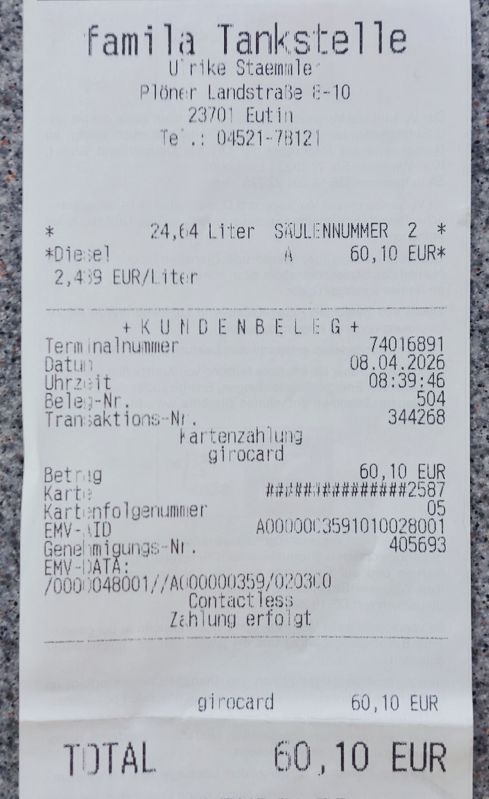 famila Tankstelle
Ulrike Staemmler
Plöner Landstraße 8-10
23701 Eutin
Tel.: 04521-78121
* 24,64 Liter SÄULENNUMMER 2 *
*Diesel A 60,10 EUR*
2,439 EUR/Liter
+ K U N D E N B E L E G +
Terminalnummer 74016891
Datum 08.04.2026
Uhrzeit 08:39:46
Beleg-Nr. 504
Transaktions-Nr. 344268
Kartenzahlung
girocard
Betrag 60,10 EUR
Karte ###############2587
Kartenfolgenummer 05
EMV-AID A0000003591010028001
Genehmigungs-Nr. 405693
EMV-DATA:
/0000048001//A000000359/020300
Contactless
Zahlung erfolgt
girocard 60,10 EUR
TOTAL 60,10 EUR